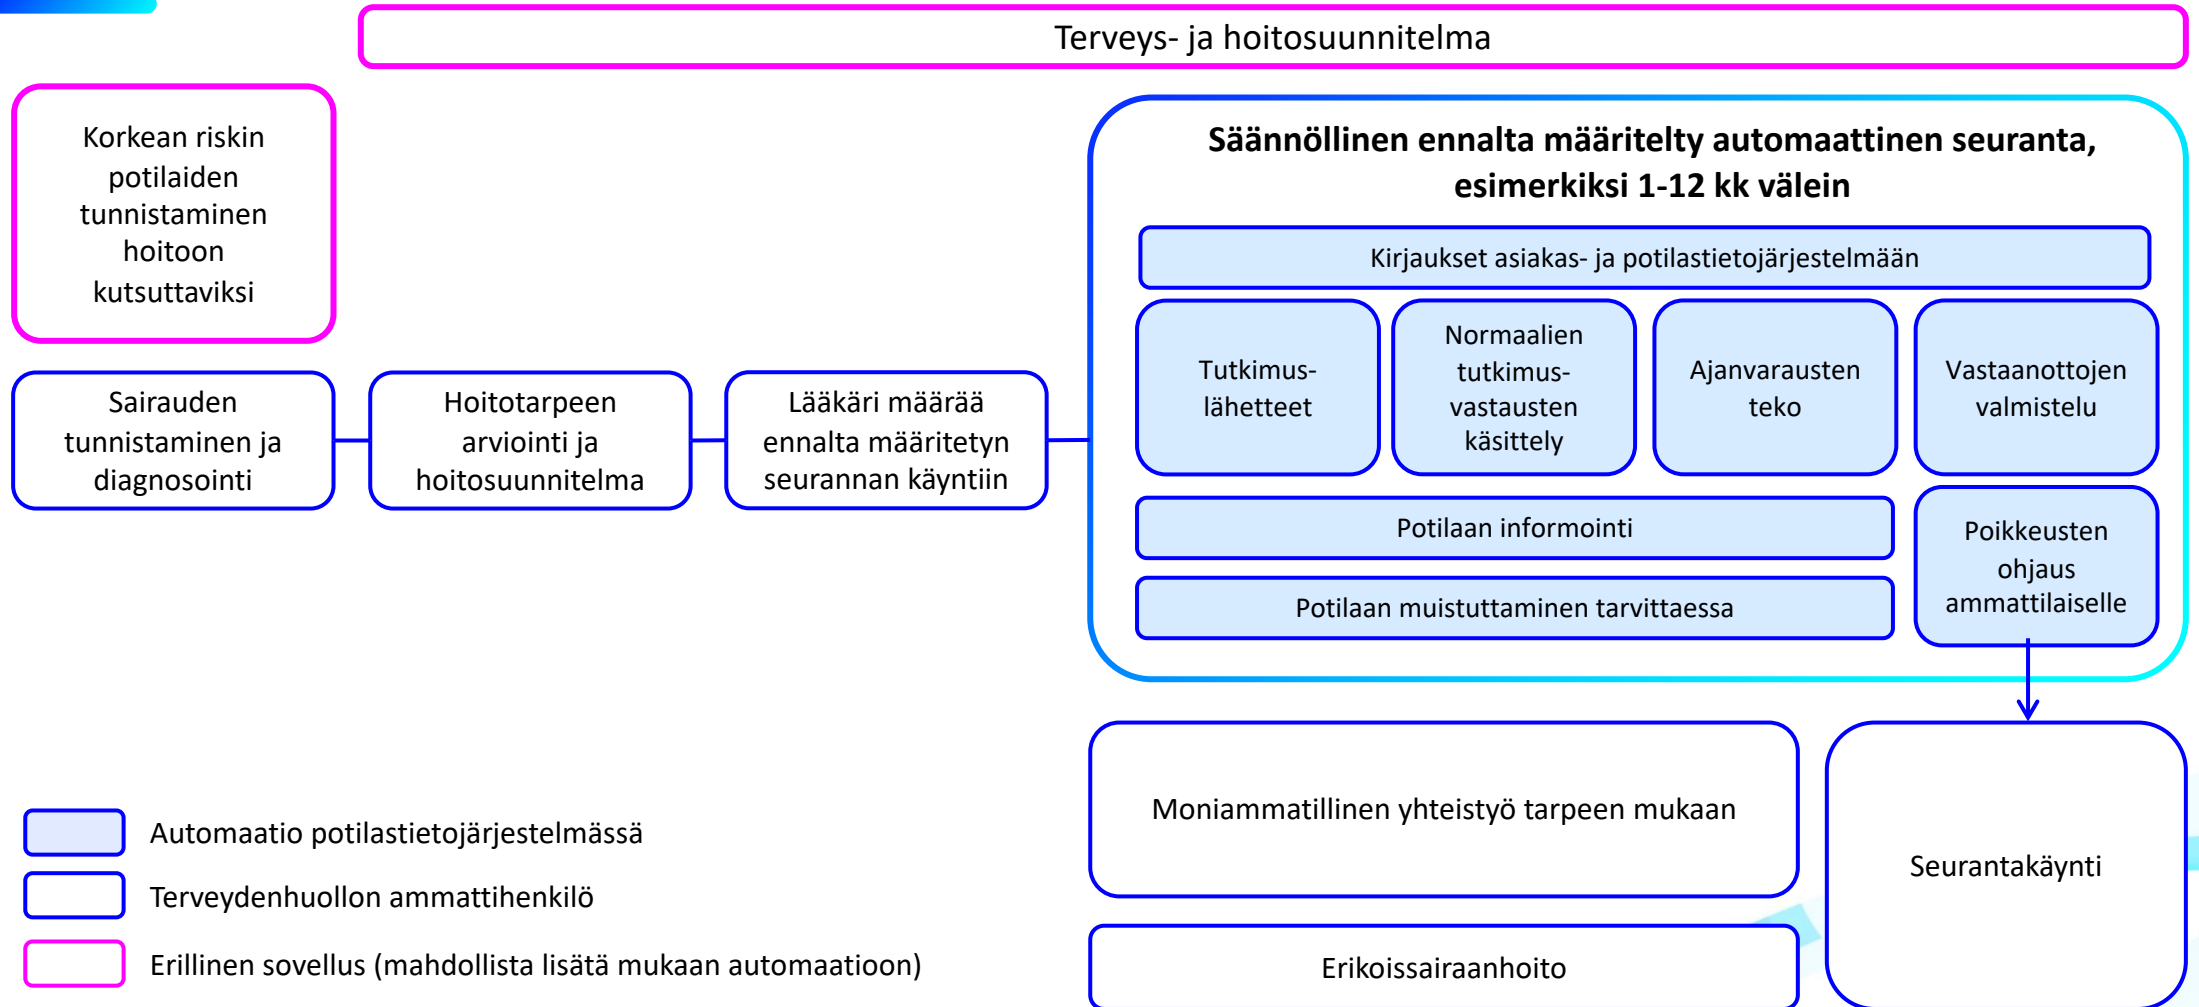 Terveys- ja hoitosuunnitelma
Korkean riskin
potilaiden
tunnistaminen
hoitoon
kutsuttaviksi
Sairauden
tunnistaminen ja
diagnosointi
Hoitotarpeen
arviointi ja
hoitosuunnitelma
Lääkäri määrää
ennalta määritetyn
seurannan käyntiin
Säännöllinen ennalta määritelty automaattinen seuranta,
esimerkiksi 1-12 kk välein
Kirjaukset asiakas- ja potilastietojärjestelmään
Tutkimus-
lähetteet
Normaalien
tutkimus-
vastausten
käsittely
Ajanvarausten
teko
Vastaanottojen
valmistelu
Potilaan informointi
Potilaan muistuttaminen tarvittaessa
Poikkeusten
ohjaus
ammattilaiselle
Moniammatillinen yhteistyö tarpeen mukaan
Erikoissairaanhoito
Seurantakäynti
Automaatio potilastietojärjestelmässä
Terveydenhuollon ammattihenkilö
Erillinen sovellus (mahdollista lisätä mukaan automaatioon)